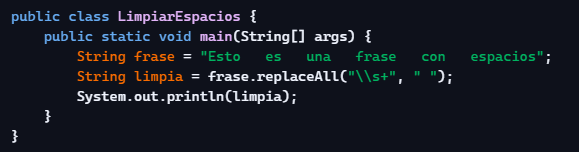 public class LimpiarEspacios {
    public static void main(String[] args) {
        String frase = "Esto   es   una   frase   con   espacios";
        String limpia = frase.replaceAll("\\s+", " ");
        System.out.println(limpia);
    }
}